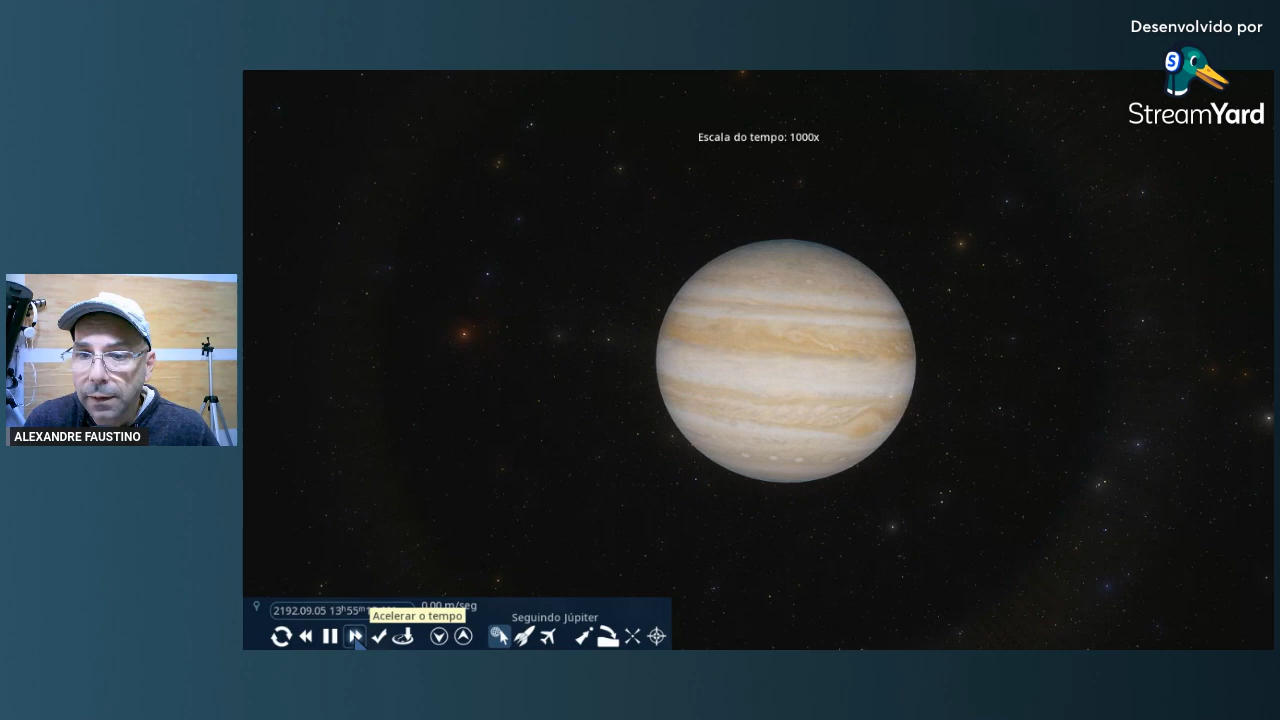 Desenvolvido por
StreamYard
Escala do tempo: 1000x
ALEXANDRE FAUSTINO
2192.09.05 13h55m
0.00 m/seg
Acelerar o tempo
Seguindo Júpiter